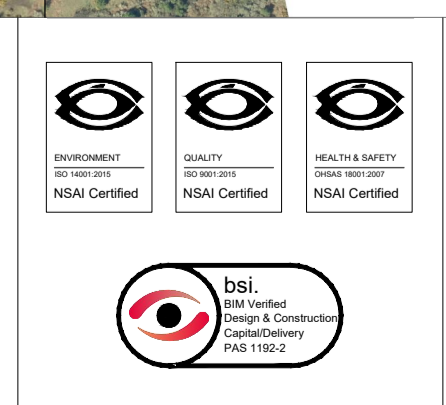 ENVIRONMENT
ISO 14001:2015
NSAI Certified
QUALITY
ISO 9001:2015
NSAI Certified
HEALTH & SAFETY
OHSAS 18001:2007
NSAI Certified
bsi.
BIM Verified
Design & Construction
Capital/Delivery
PAS 1192-2